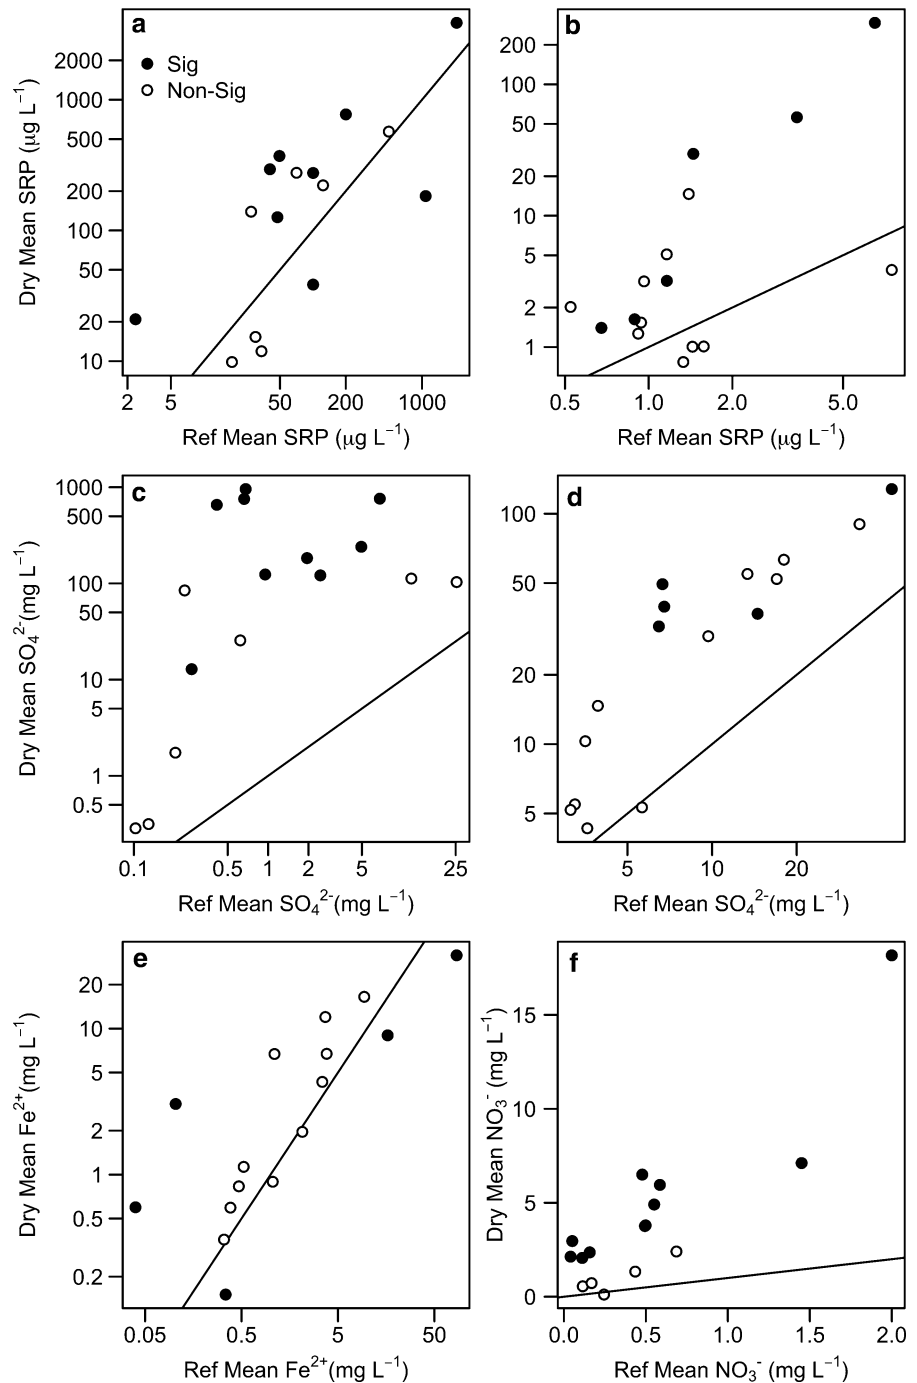 a
Sig
Non-Sig
2000
1000
500
200
100
50
20
10
2 5 50 200 1000
Dry Mean SRP (μg L⁻¹)
Ref Mean SRP (μg L⁻¹)
b
200
100
50
20
10
5
2
1
0.5 1.0 2.0 5.0
Dry Mean SRP (μg L⁻¹)
Ref Mean SRP (μg L⁻¹)
c
1000
500
100
50
10
5
1
0.5
0.1 0.5 1 2 5 25
Dry Mean SO₄²⁻(mg L⁻¹)
Ref Mean SO₄²⁻(mg L⁻¹)
d
100
50
20
10
5
5 10 20
Ref Mean SO₄²⁻(mg L⁻¹)
e
20
10
5
2
1
0.5
0.2
0.05 0.5 5 50
Dry Mean Fe²⁺(mg L⁻¹)
Ref Mean Fe²⁺(mg L⁻¹)
f
15
10
5
0
0.0 0.5 1.0 1.5 2.0
Dry Mean NO₃⁻ (mg L⁻¹)
Ref Mean NO₃⁻ (mg L⁻¹)